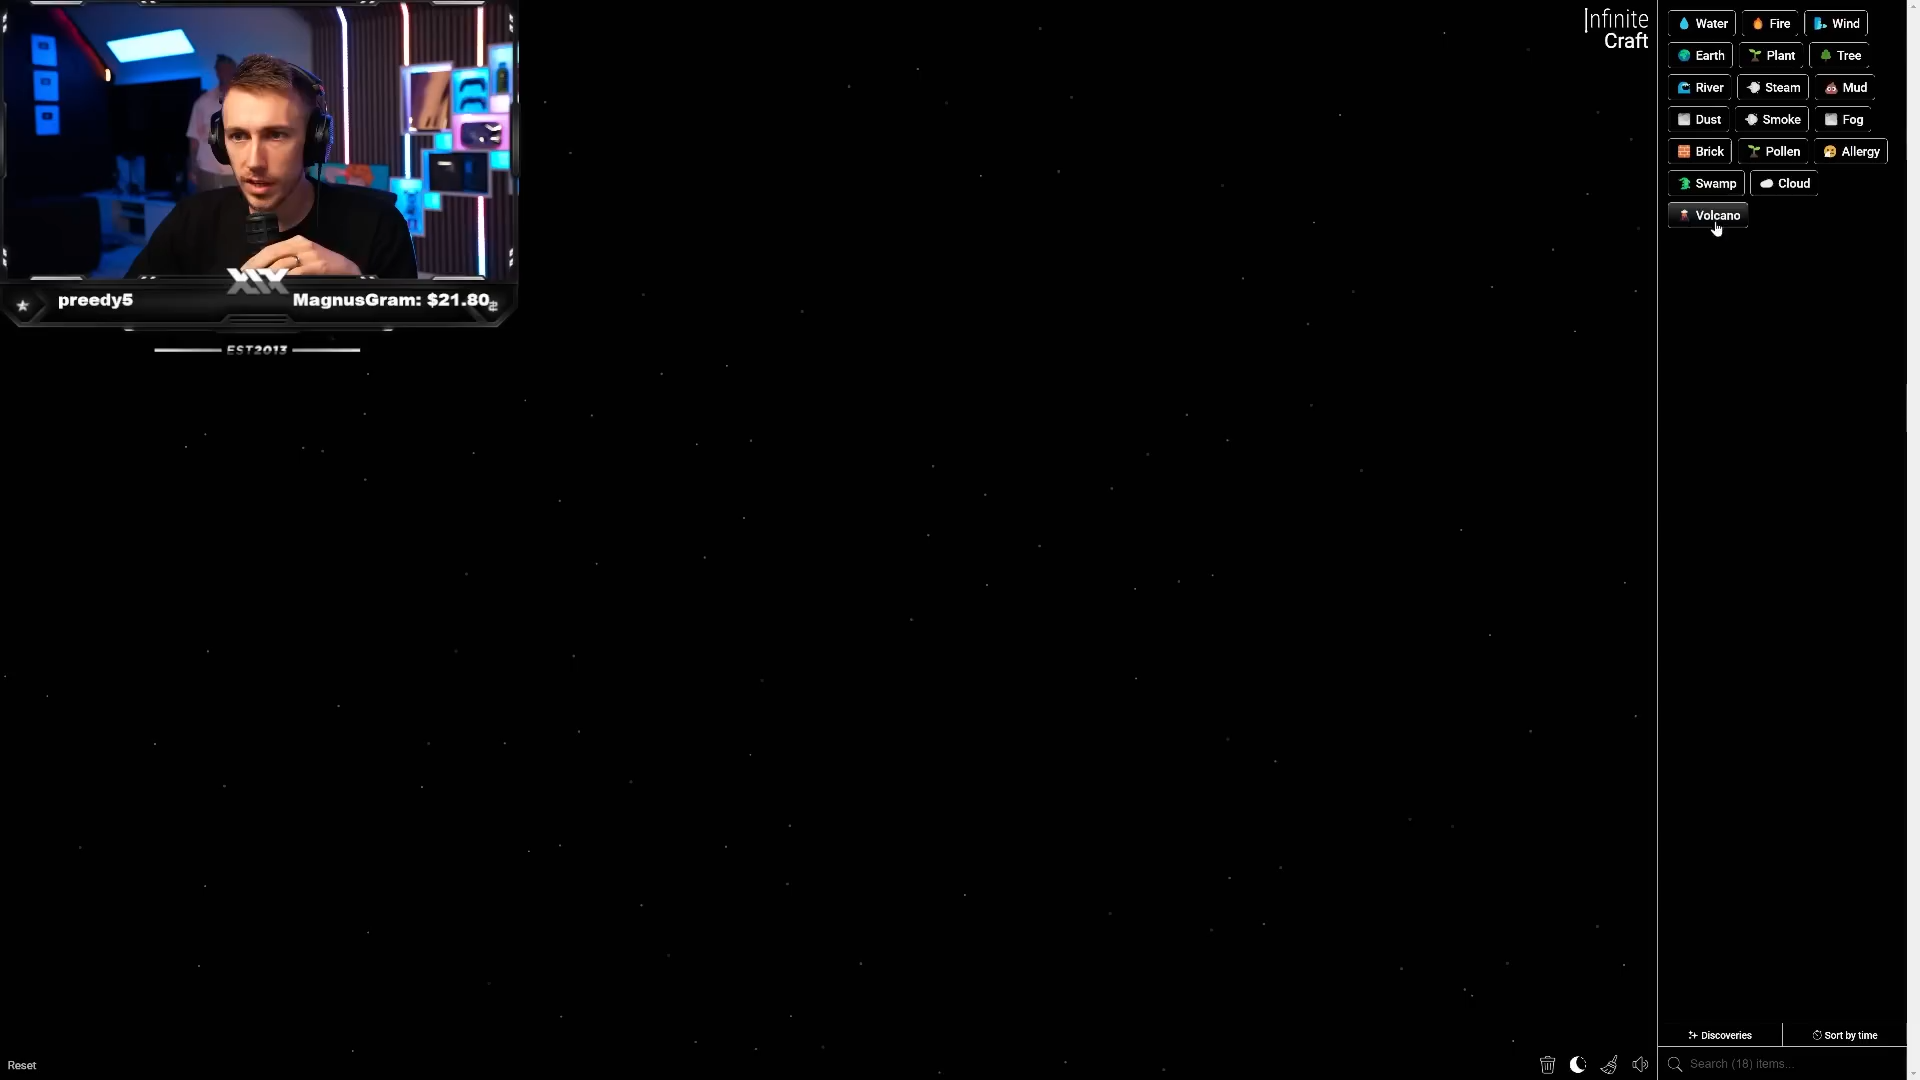 XIX
preedy5 MagnusGram: $21.80
EST2013
Infinite
Craft
Water Fire Wind
Earth Plant Tree
River Steam Mud
Dust Smoke Fog
Brick Pollen Allergy
Swamp Cloud
Volcano
Discoveries Sort by time
Search (18) items...
Reset